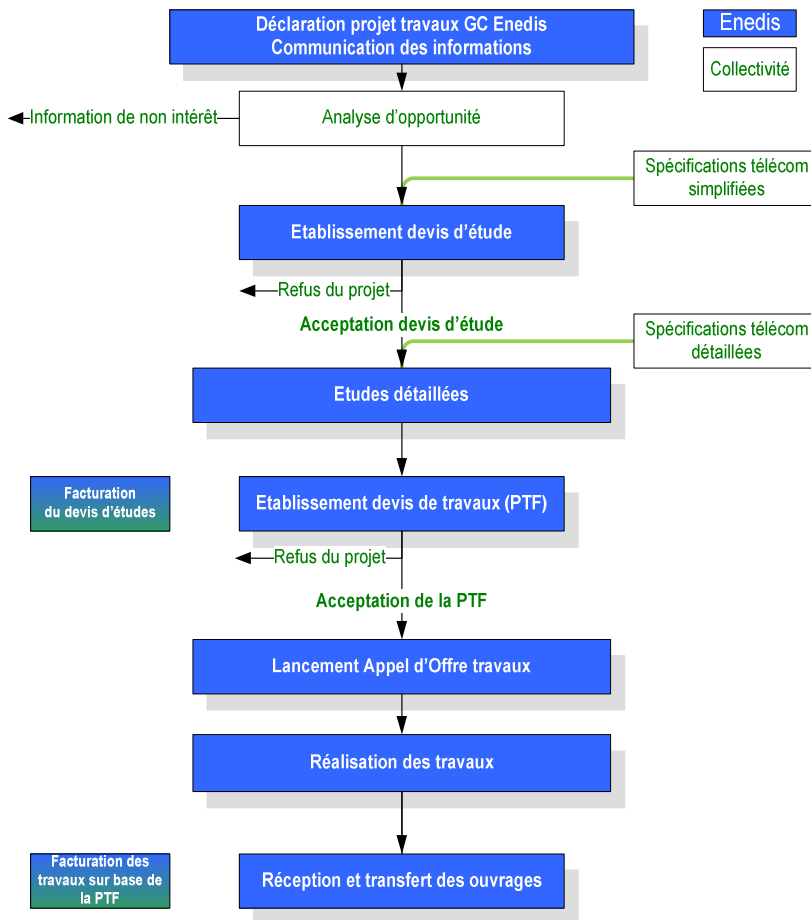 Déclaration projet travaux GC Enedis
Communication des informations
Enedis
Collectivité
Information de non intérêt
Analyse d'opportunité
Spécifications télécom
simplifiées
Etablissement devis d'étude
Refus du projet
Acceptation devis d'étude
Spécifications télécom
détaillées
Etudes détaillées
Facturation
du devis d'études
Etablissement devis de travaux (PTF)
Refus du projet
Acceptation de la PTF
Lancement Appel d'Offre travaux
Réalisation des travaux
Facturation des
travaux sur base de
la PTF
Réception et transfert des ouvrages